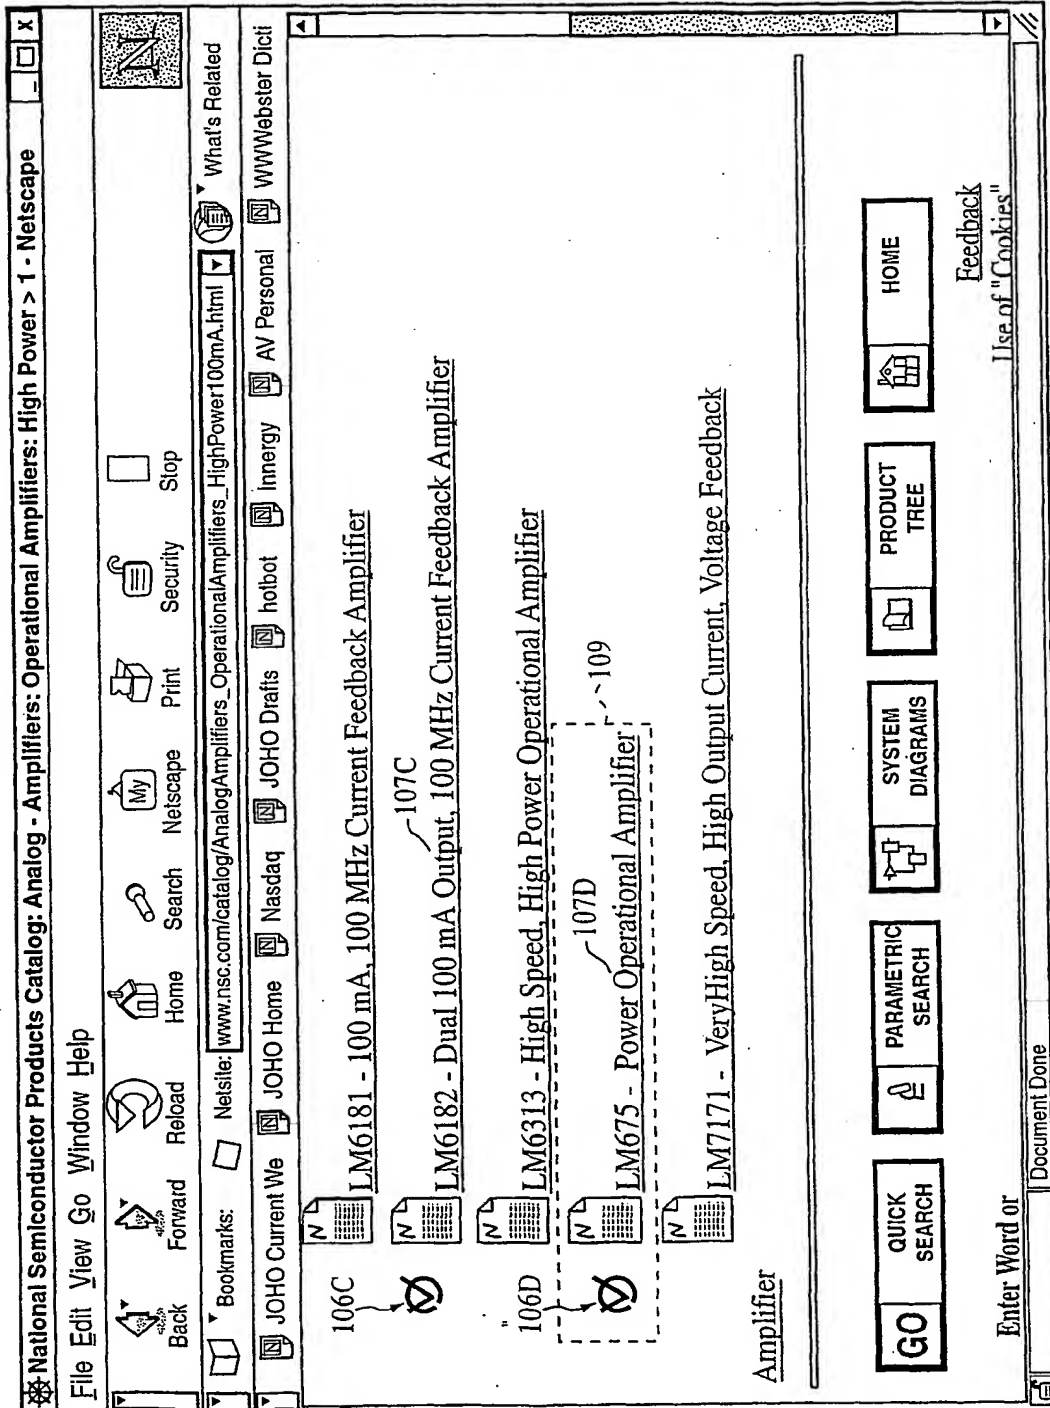 National Semiconductor Products Catalog: Analog - Amplifiers: Operational Amplifiers: High Power > 1 - Netscape
_ X
File Edit View Go Window Help
Back Forward Reload Home Search Netscape Print Security Stop
My
N
Bookmarks: Netsite: www.nsc.com/catalog/AnalogAmplifiers_OperationalAmplifiers_HighPower100mA.html What's Related
JOHO Current We JOHO Home Nasdaq JOHO Drafts hotbot innergy AV Personal WWWebster Dicti
LM6181 - 100 mA, 100 MHz Current Feedback Amplifier
106C
107C
LM6182 - Dual 100 mA Output, 100 MHz Current Feedback Amplifier
LM6313 - High Speed, High Power Operational Amplifier
106D
107D
109
LM675 - Power Operational Amplifier
LM7171 - VeryHigh Speed, High Output Current, Voltage Feedback
Amplifier
GO QUICK SEARCH
PARAMETRIC SEARCH
SYSTEM DIAGRAMS
PRODUCT TREE
HOME
Feedback
Enter Word or Use of "Cookies"
Document Done